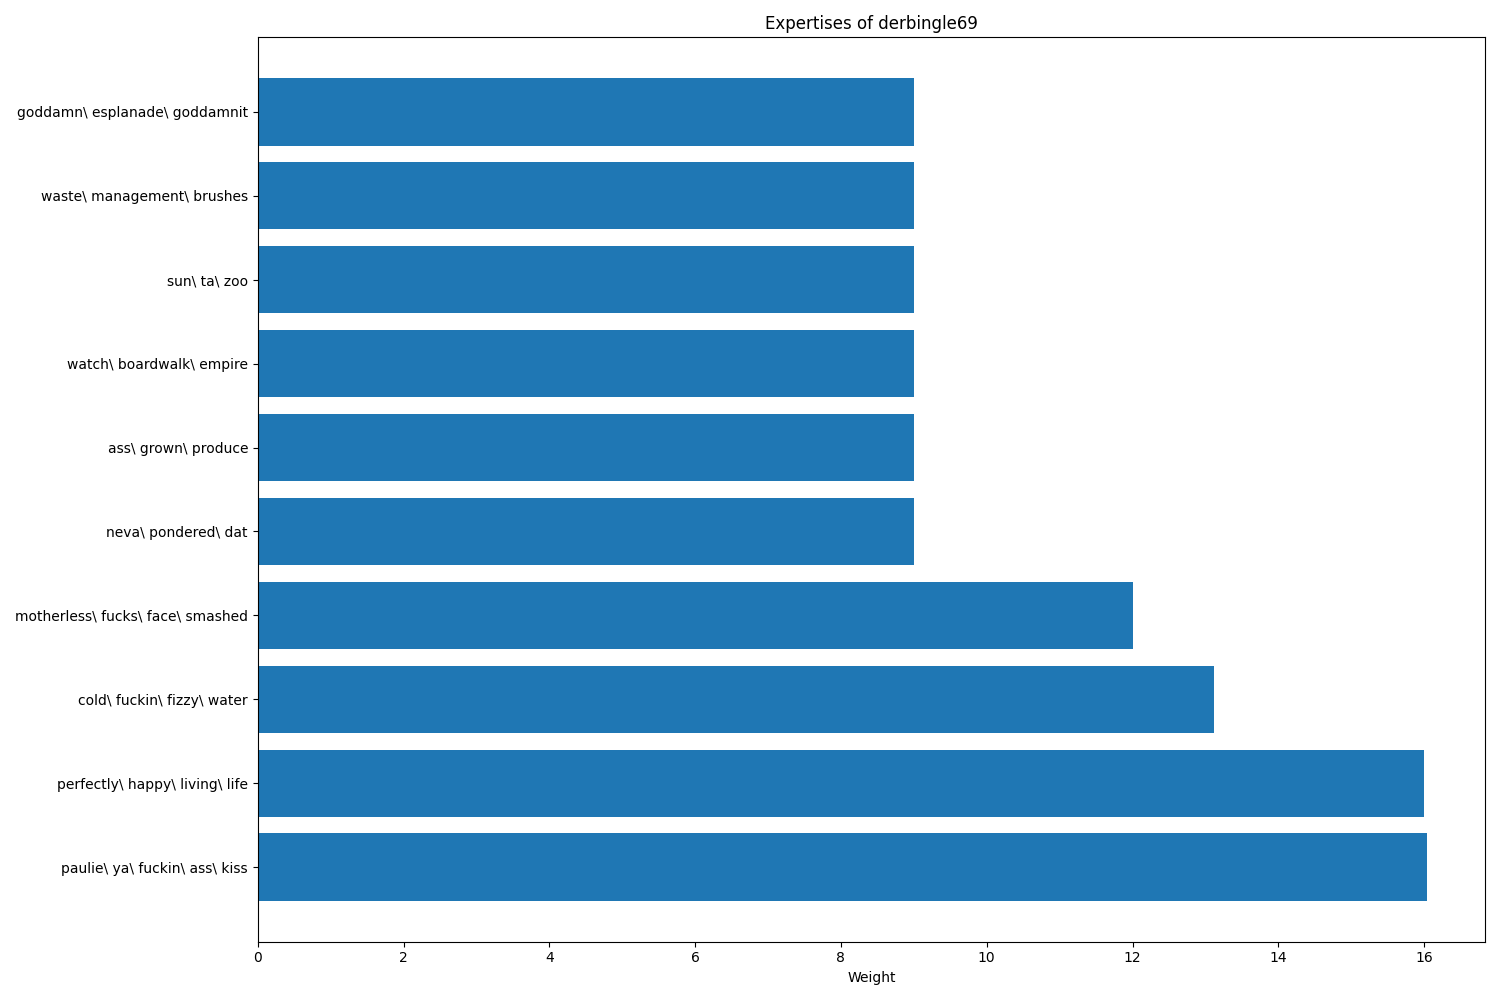 Expertises of derbingle69
goddamn\ esplanade\ goddamnit
waste\ management\ brushes
sun\ ta\ zoo
watch\ boardwalk\ empire
ass\ grown\ produce
neva\ pondered\ dat
motherless\ fucks\ face\ smashed
cold\ fuckin\ fizzy\ water
perfectly\ happy\ living\ life
paulie\ ya\ fuckin\ ass\ kiss
0 2 4 6 8 10 12 14 16
Weight